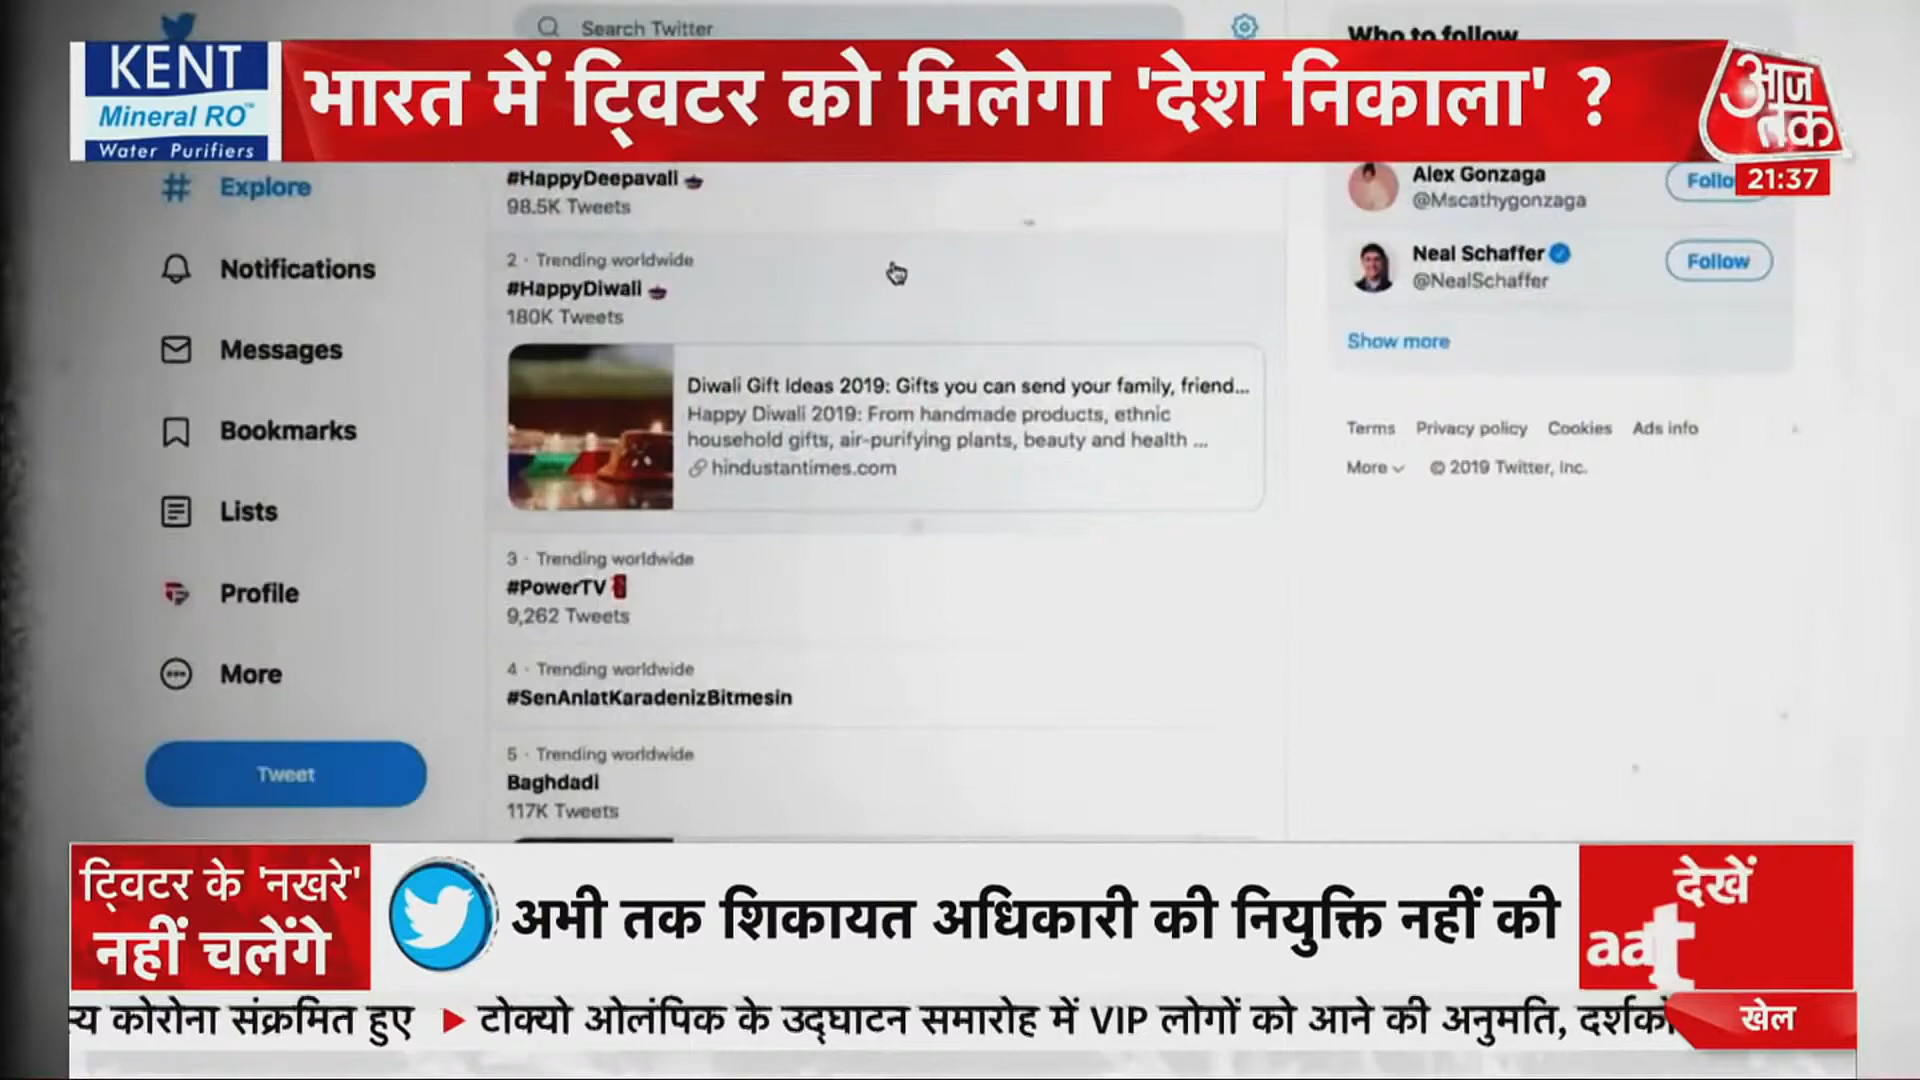 Search Twitter
Who to follow
KENT
Mineral RO™
Water Purifiers
भारत में ट्विटर को मिलेगा 'देश निकाला' ?
आज तक
21:37
Explore
Notifications
Messages
Bookmarks
Lists
Profile
More
Tweet
#HappyDeepavali
98.5K Tweets
2 · Trending worldwide
#HappyDiwali
180K Tweets
Diwali Gift Ideas 2019: Gifts you can send your family, friend...
Happy Diwali 2019: From handmade products, ethnic
household gifts, air-purifying plants, beauty and health ...
hindustantimes.com
3 · Trending worldwide
#PowerTV
9,262 Tweets
4 · Trending worldwide
#SenAnlatKaradenizBitmesin
5 · Trending worldwide
Baghdadi
117K Tweets
Alex Gonzaga
@Mscathygonzaga
Follo
Neal Schaffer
@NealSchaffer
Follow
Show more
Terms Privacy policy Cookies Ads info
More © 2019 Twitter, Inc.
ट्विटर के 'नखरे'
नहीं चलेंगे
अभी तक शिकायत अधिकारी की नियुक्ति नहीं की
देखें
aat
्य कोरोना संक्रमित हुए ▶ टोक्यो ओलंपिक के उद्घाटन समारोह में VIP लोगों को आने की अनुमति, दर्शको
खेल